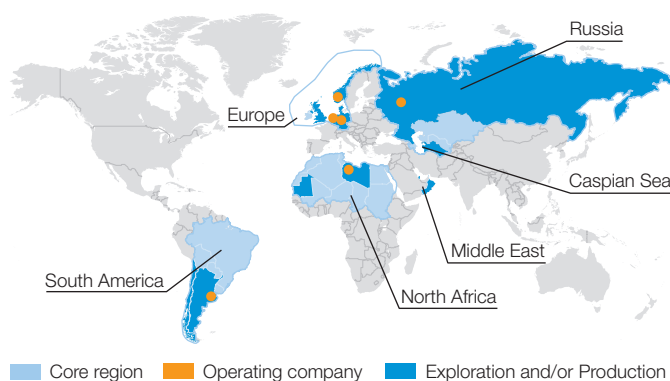 Russia
Europe
Caspian Sea
Middle East
South America
North Africa
Core region
Operating company
Exploration and/or Production